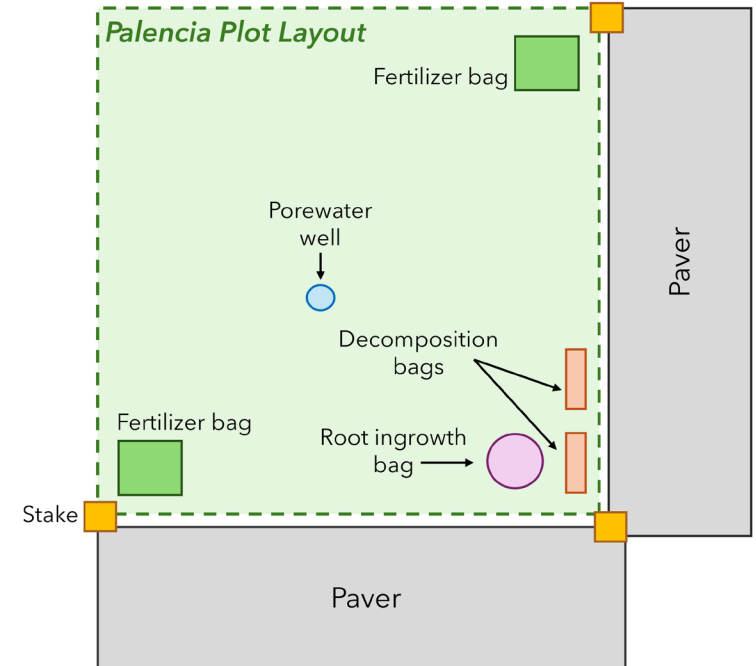 Palencia Plot Layout
Fertilizer bag
Porewater
well
Paver
Decomposition
bags
Fertilizer bag
Root ingrowth
bag
Stake
Paver